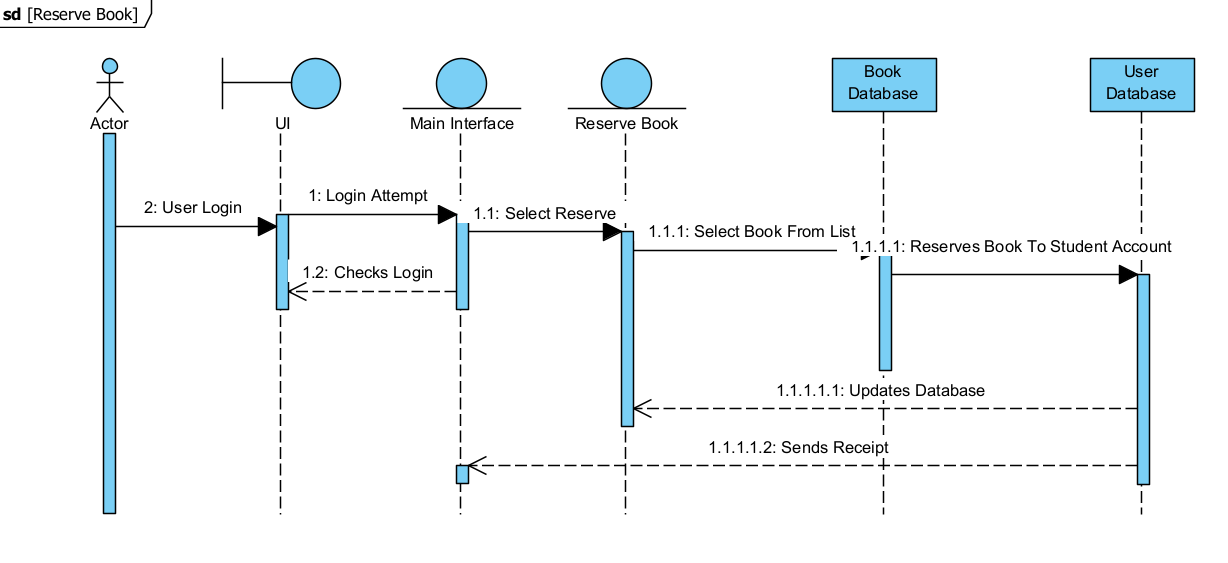 sd [Reserve Book]
Book
Database
User
Database
Actor
UI
Main Interface
Reserve Book
1: Login Attempt
2: User Login
1.1: Select Reserve
1.1.1: Select Book From List
1.1.1.1: Reserves Book To Student Account
1.2: Checks Login
1.1.1.1.1: Updates Database
1.1.1.1.2: Sends Receipt